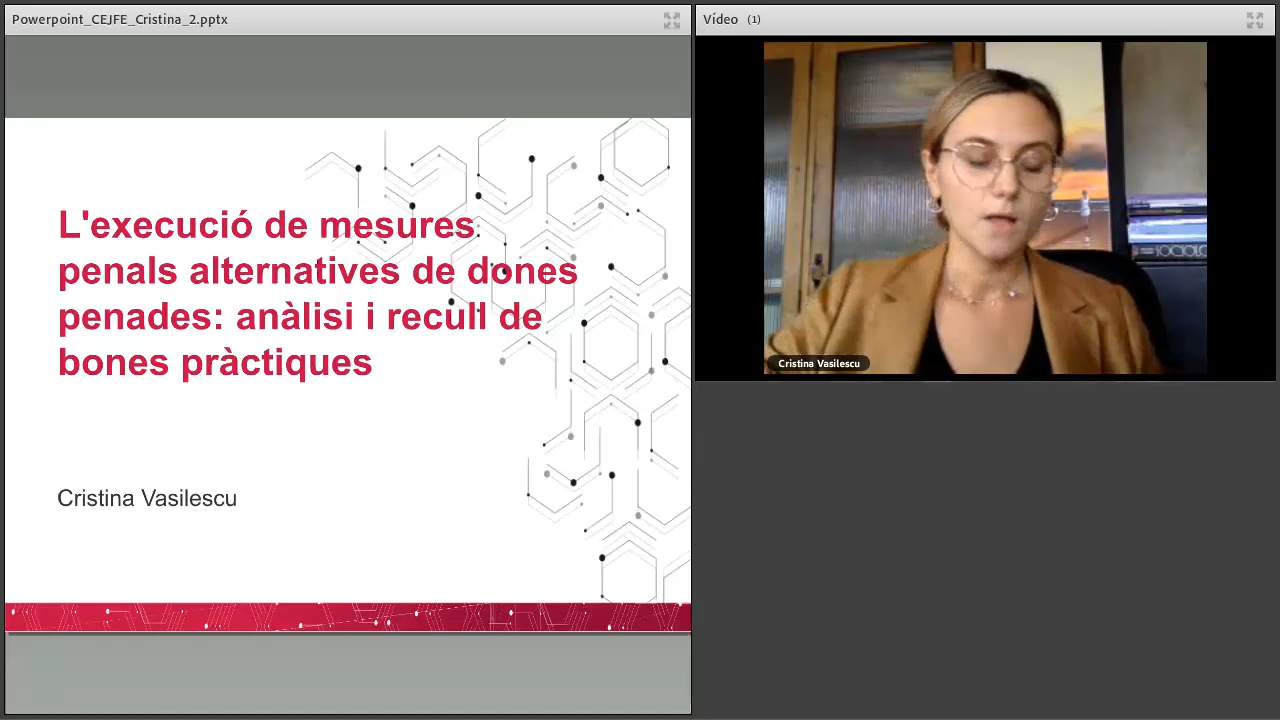 Powerpoint_CEJFE_Cristina_2.pptx
Vídeo (1)
L'execució de mesures
penals alternatives de dones
penades: anàlisi i recull de
bones pràctiques
Cristina Vasilescu
Cristina Vasilescu